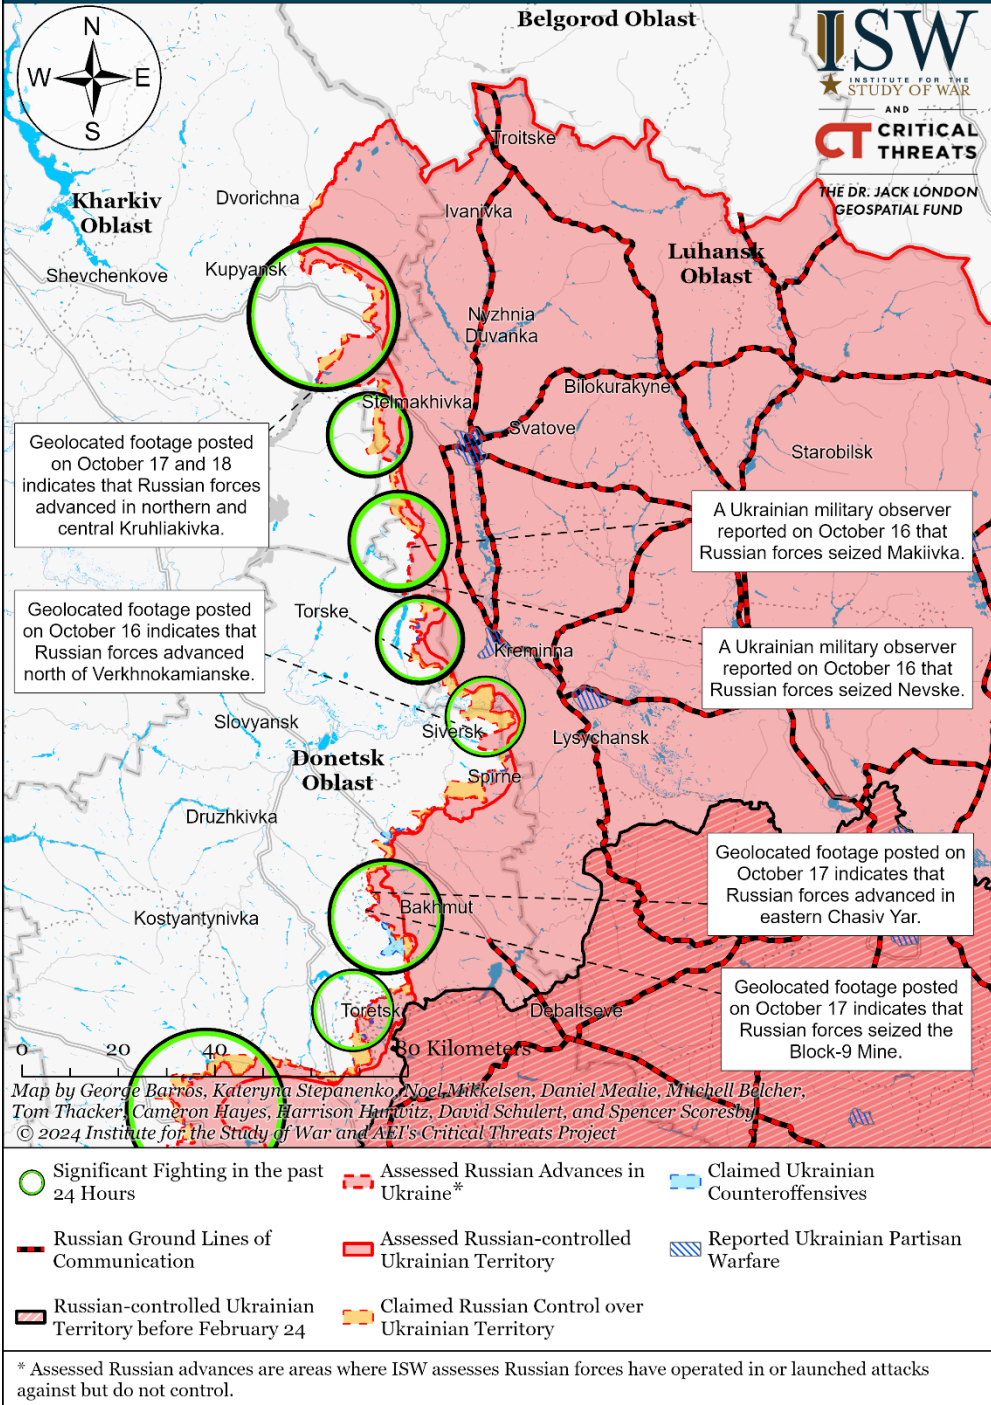 Belgorod Oblast
ISW
INSTITUTE FOR THE
STUDY OF WAR
AND
CT CRITICAL
THREATS
THE DR. JACK LONDON
GEOSPATIAL FUND
N
W
E
S
Troitske
Dvorichna
Kharkiv
Oblast
Ivanivka
Luhansk
Oblast
Shevchenkove
Kupyansk
Nyzhnia
Duvanka
Bilokurakyne
Stelmakhivka
Svatove
Starobilsk
Geolocated footage posted
on October 17 and 18
indicates that Russian forces
advanced in northern and
central Kruhliakivka.
A Ukrainian military observer
reported on October 16 that
Russian forces seized Makiivka.
Geolocated footage posted
on October 16 indicates that
Russian forces advanced
north of Verkhnokamianske.
Torske
Kreminna
A Ukrainian military observer
reported on October 16 that
Russian forces seized Nevske.
Slovyansk
Siversk
Lysychansk
Donetsk
Oblast
Spirne
Druzhkivka
Geolocated footage posted on
October 17 indicates that
Russian forces advanced in
eastern Chasiv Yar.
Kostyantynivka
Bakhmut
Geolocated footage posted
on October 17 indicates that
Russian forces seized the
Block-9 Mine.
Toretsk
Debaltseve
0 20 40 80 Kilometers
Map by George Barros, Kateryna Stepanenko, Noel Mikkelsen, Daniel Mealie, Mitchell Belcher,
Tom Thacker, Cameron Hayes, Harrison Hurwitz, David Schulert, and Spencer Scoresby
© 2024 Institute for the Study of War and AEI's Critical Threats Project
Significant Fighting in the past
24 Hours
Assessed Russian Advances in
Ukraine*
Claimed Ukrainian
Counteroffensives
Russian Ground Lines of
Communication
Assessed Russian-controlled
Ukrainian Territory
Reported Ukrainian Partisan
Warfare
Russian-controlled Ukrainian
Territory before February 24
Claimed Russian Control over
Ukrainian Territory
* Assessed Russian advances are areas where ISW assesses Russian forces have operated in or launched attacks
against but do not control.